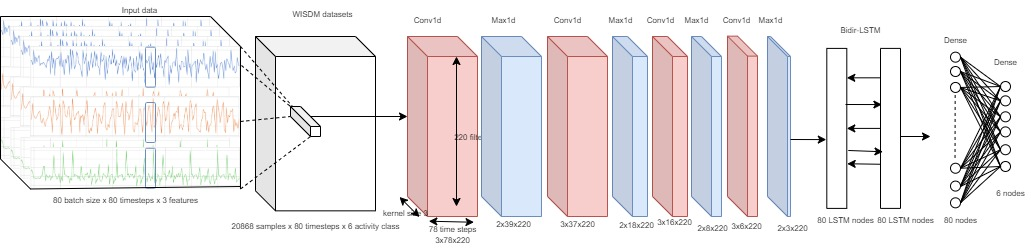 Input data
WISDM datasets
Conv1d
Max1d
Conv1d
Max1d
Conv1d
Max1d
Conv1d
Max1d
Bidir-LSTM
Dense
Dense
220 filte
kernel size 3
78 time steps
3x78x220
2x39x220
3x37x220
2x18x220
3x16x220
2x8x220
3x6x220
2x3x220
80 LSTM nodes
80 LSTM nodes
80 nodes
6 nodes
80 batch size x 80 timesteps x 3 features
20868 samples x 80 timesteps x 6 activity class